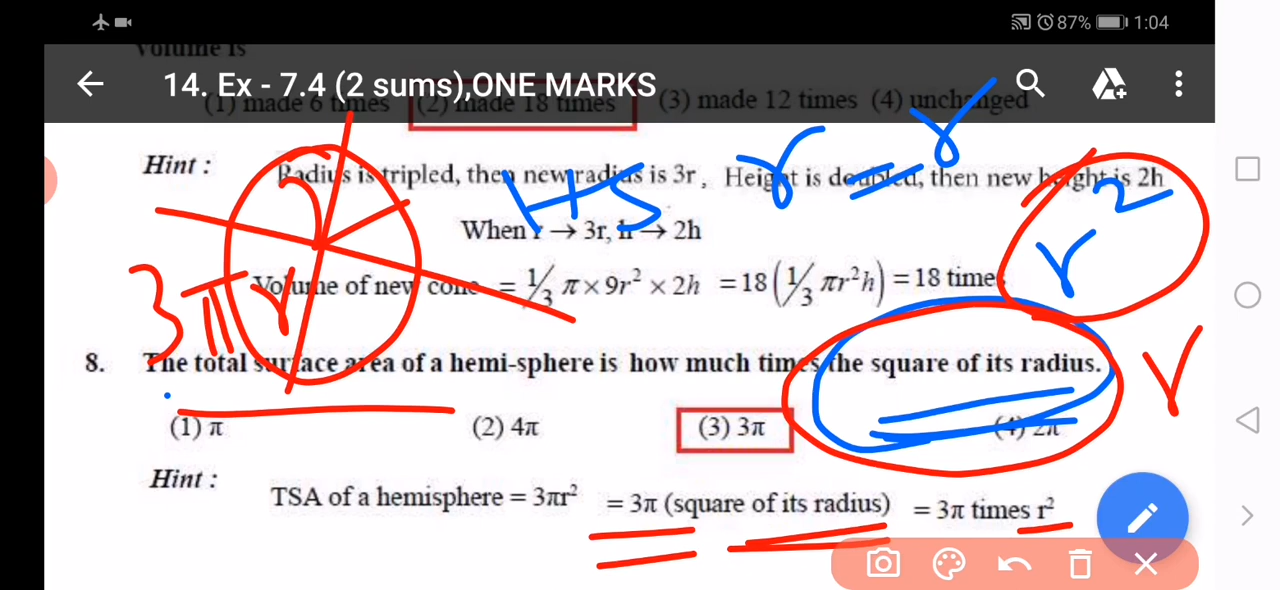 87% 1:04
Volume is
14. Ex - 7.4 (2 sums),ONE MARKS
(1) made 6 times (2) made 18 times (3) made 12 times (4) unchanged
Hint : Radius is tripled, then new radius is 3r, Height is doubled, then new height is 2h
When r → 3r, h → 2h
Volume of new cone = 1/3 π × 9r² × 2h = 18 (1/3 πr²h) = 18 times
HS r r
r²
3π r²
8. The total surface area of a hemi-sphere is how much times the square of its radius.
r
(1) π (2) 4π (3) 3π (4) 2π
Hint :
TSA of a hemisphere = 3πr² = 3π (square of its radius) = 3π times r²